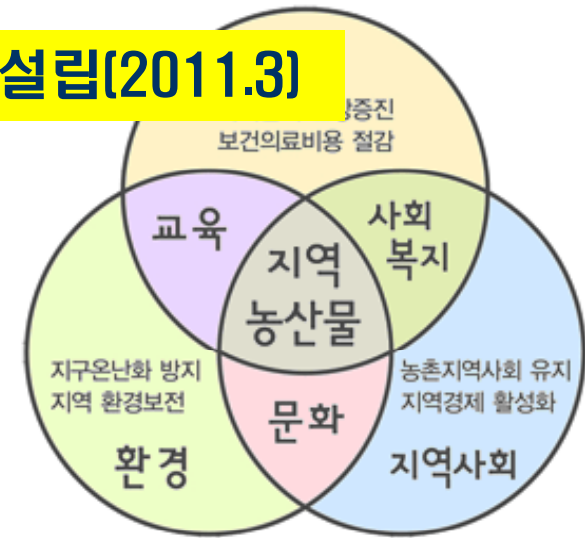 설립(2011.3)
증진
보건의료비용 절감
교육
사회
복지
지역
농산물
지구온난화 방지
지역 환경보전
환경
문화
농촌지역사회 유지
지역경제 활성화
지역사회